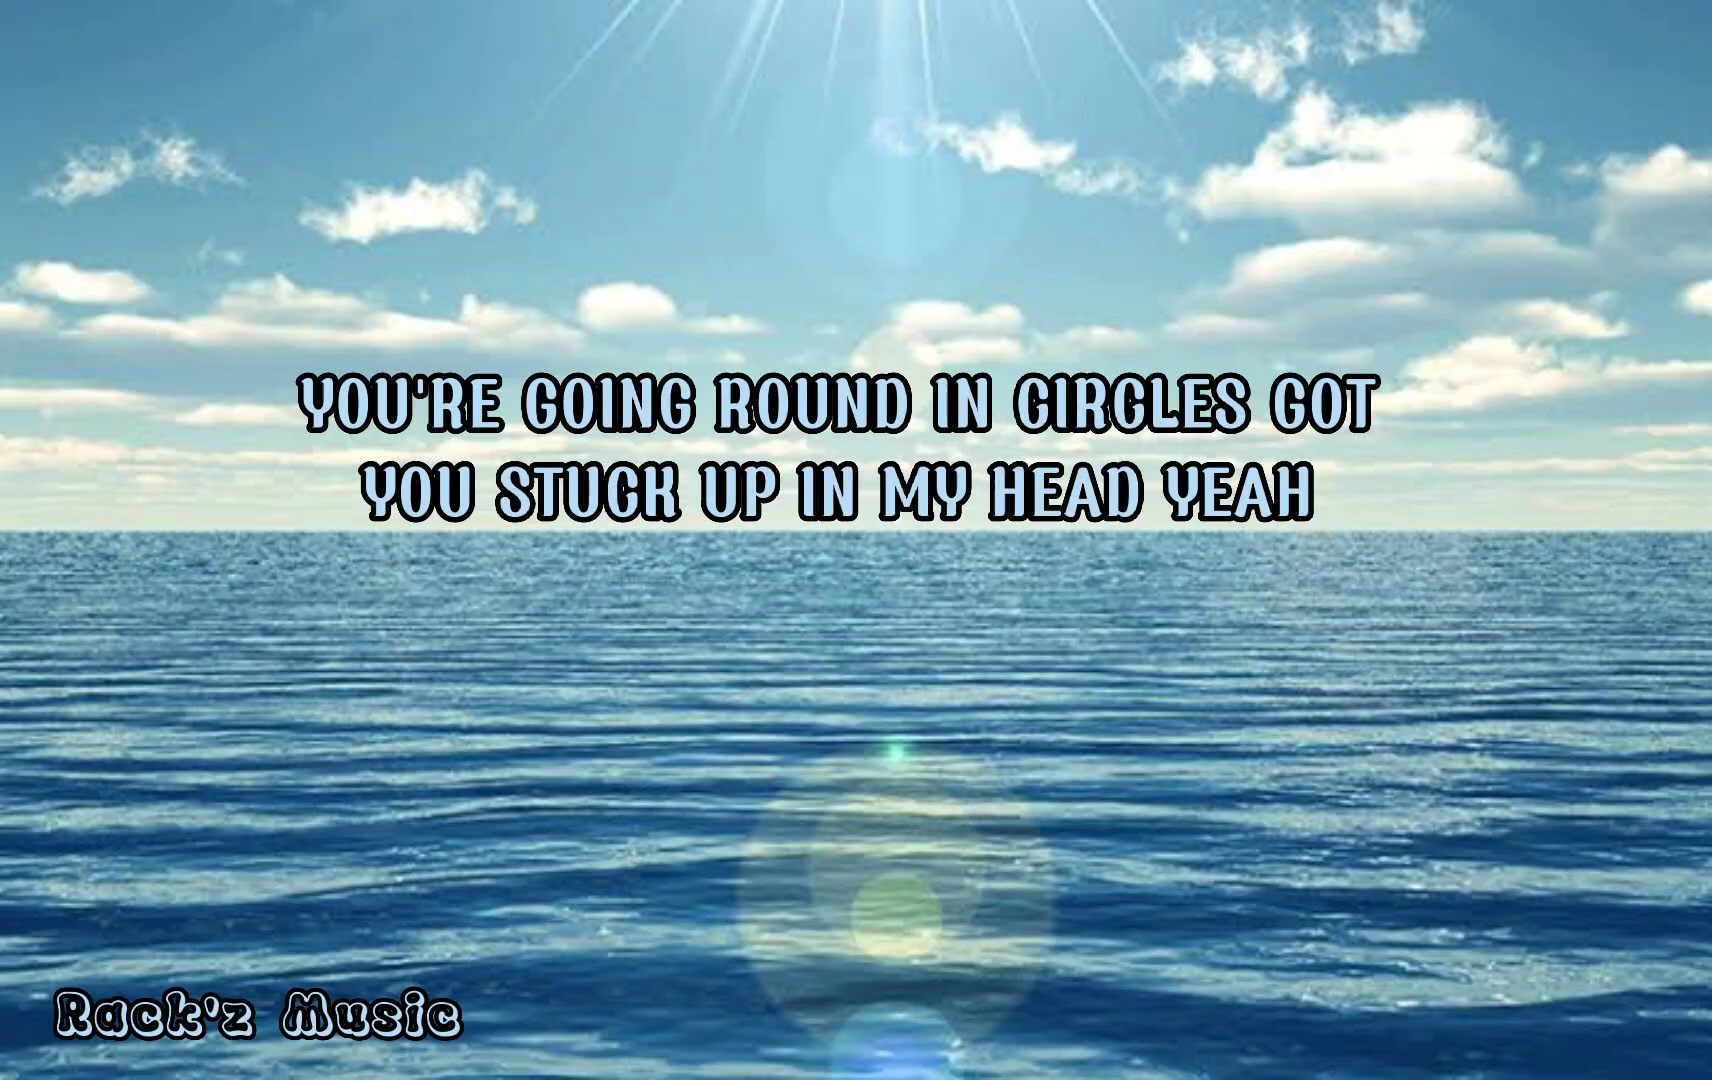 YOU'RE GOING ROUND IN CIRCLES GOT
YOU STUCK UP IN MY HEAD YEAH
Rack'z Music